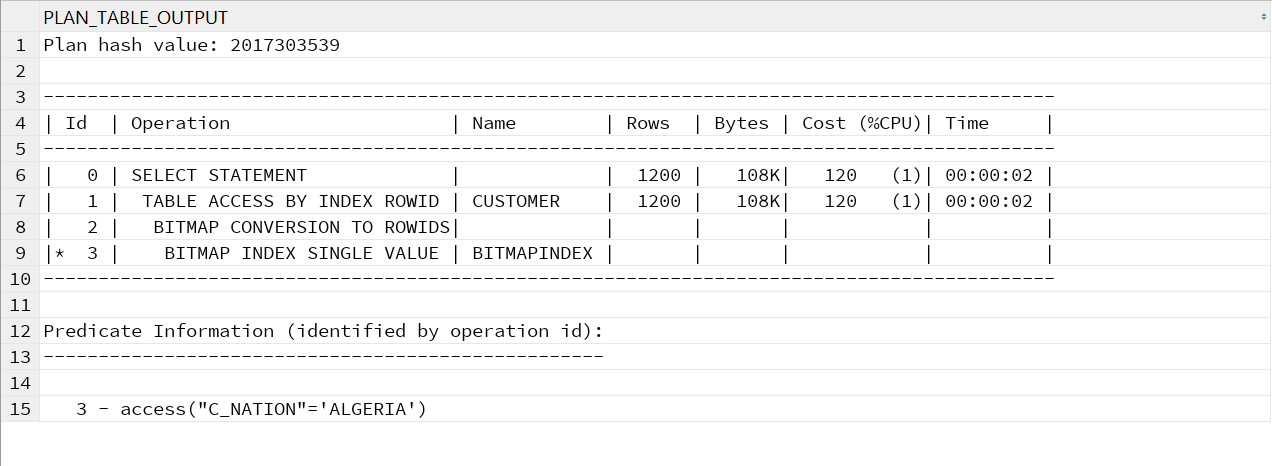 PLAN_TABLE_OUTPUT
1 Plan hash value: 2017303539
2
3 --------------------------------------------------------------------------------------------
4 | Id  | Operation                    | Name        | Rows  | Bytes | Cost (%CPU)| Time     |
5 --------------------------------------------------------------------------------------------
6 |   0 | SELECT STATEMENT             |             |  1200 |   108K|   120   (1)| 00:00:02 |
7 |   1 |  TABLE ACCESS BY INDEX ROWID | CUSTOMER    |  1200 |   108K|   120   (1)| 00:00:02 |
8 |   2 |   BITMAP CONVERSION TO ROWIDS|             |       |       |            |          |
9 |*  3 |    BITMAP INDEX SINGLE VALUE | BITMAPINDEX |       |       |            |          |
10 --------------------------------------------------------------------------------------------
11
12 Predicate Information (identified by operation id):
13 ---------------------------------------------------
14
15    3 - access("C_NATION"='ALGERIA')